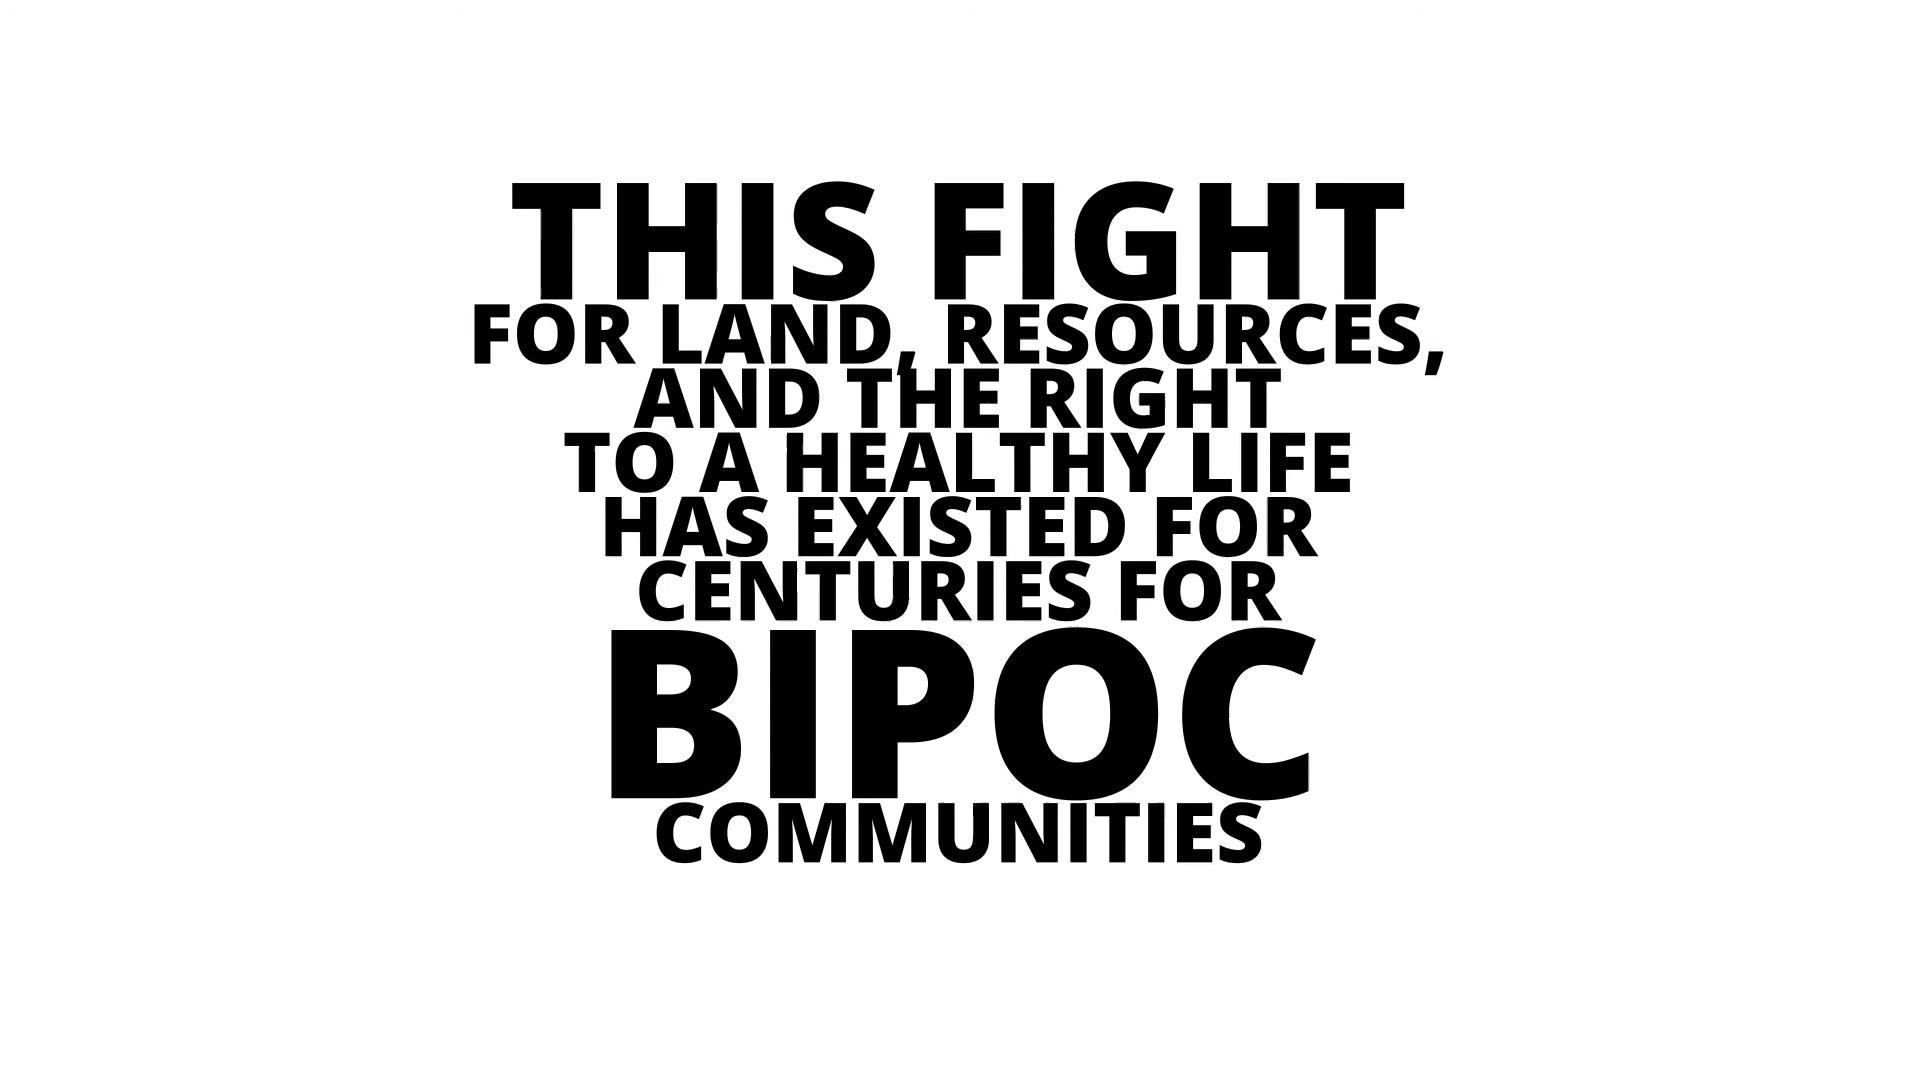 THIS FIGHT
FOR LAND, RESOURCES,
AND THE RIGHT
TO A HEALTHY LIFE
HAS EXISTED FOR
CENTURIES FOR
BIPOC
COMMUNITIES